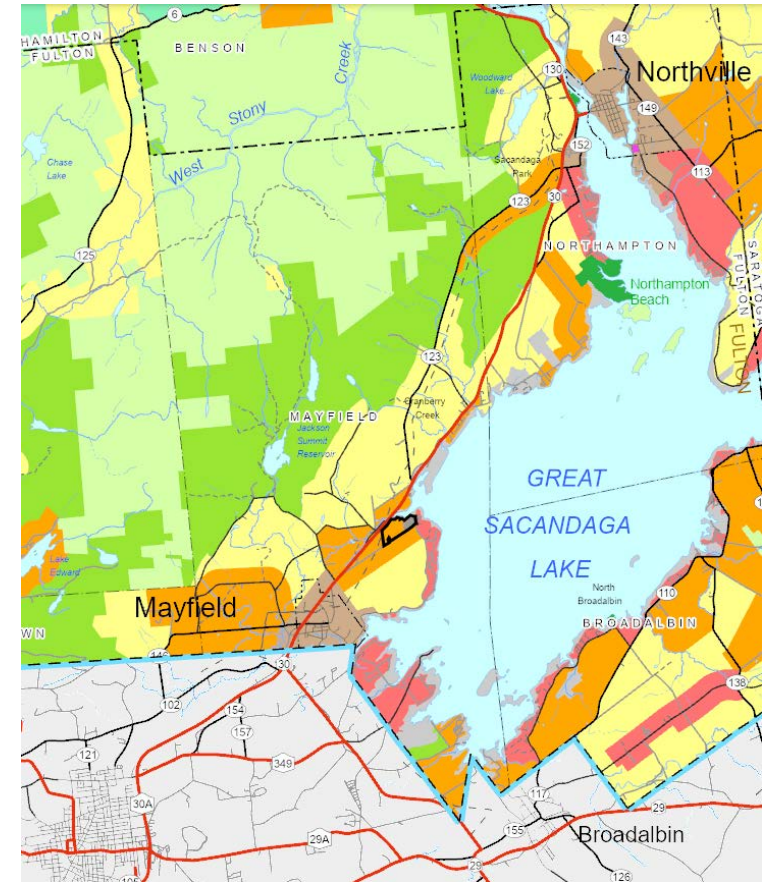 6
HAMILTON
FULTON
BENSON
143
Northville
130
Woodward
Lake
149
Creek
Stony
West
Chase
Lake
152
Sacandaga
Park
113
123
30
NORTHAMPTON
125
SARATOGA
FULTON
Northampton
Beach
FULTON
123
Cranberry
Creek
MAYFIELD
Jackson
Summit
Reservoir
GREAT
SACANDAGA
LAKE
Lake
Edward
North
Broadalbin
110
Mayfield
BROADALBIN
WN
146
30
138
102
154
157
121
349
30A
117
29
29A
155
Broadalbin
29
126